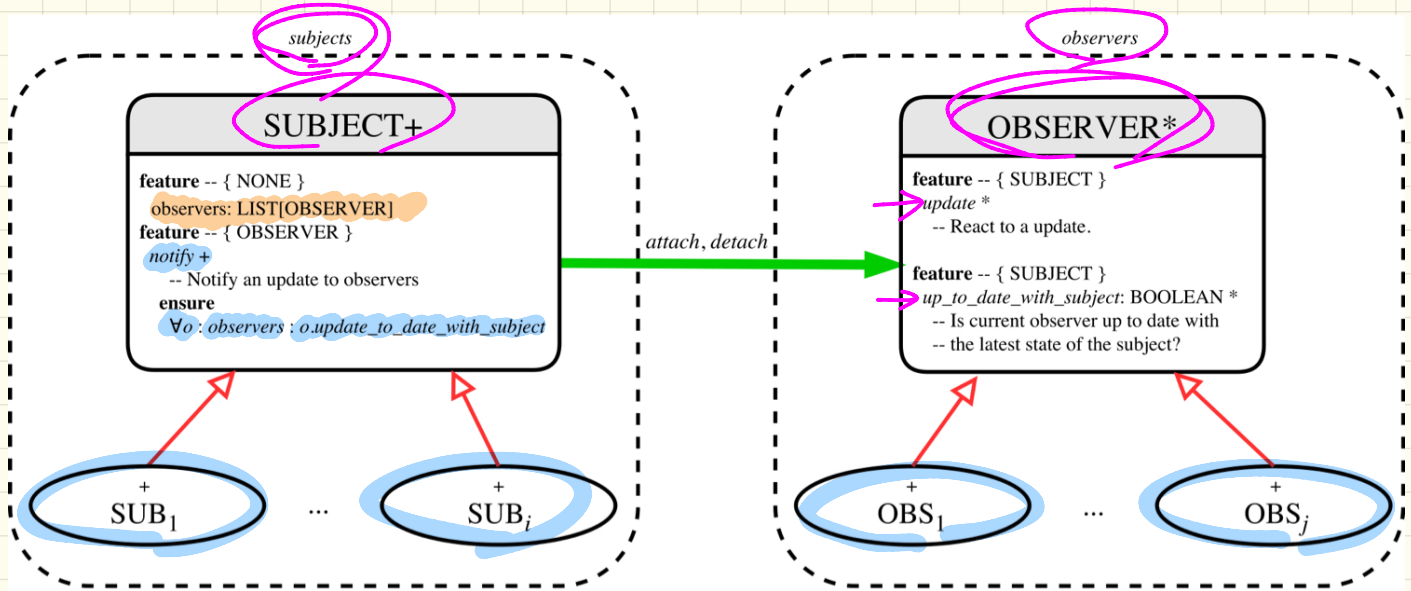 subjects
SUBJECT+
feature -- { NONE }
observers: LIST[OBSERVER]
feature -- { OBSERVER }
notify +
-- Notify an update to observers
ensure
∀o : observers : o.update_to_date_with_subject
+
SUB1
...
+
SUBi
attach, detach
observers
OBSERVER*
feature -- { SUBJECT }
update *
-- React to a update.
feature -- { SUBJECT }
up_to_date_with_subject: BOOLEAN *
-- Is current observer up to date with
-- the latest state of the subject?
+
OBS1
...
+
OBSj